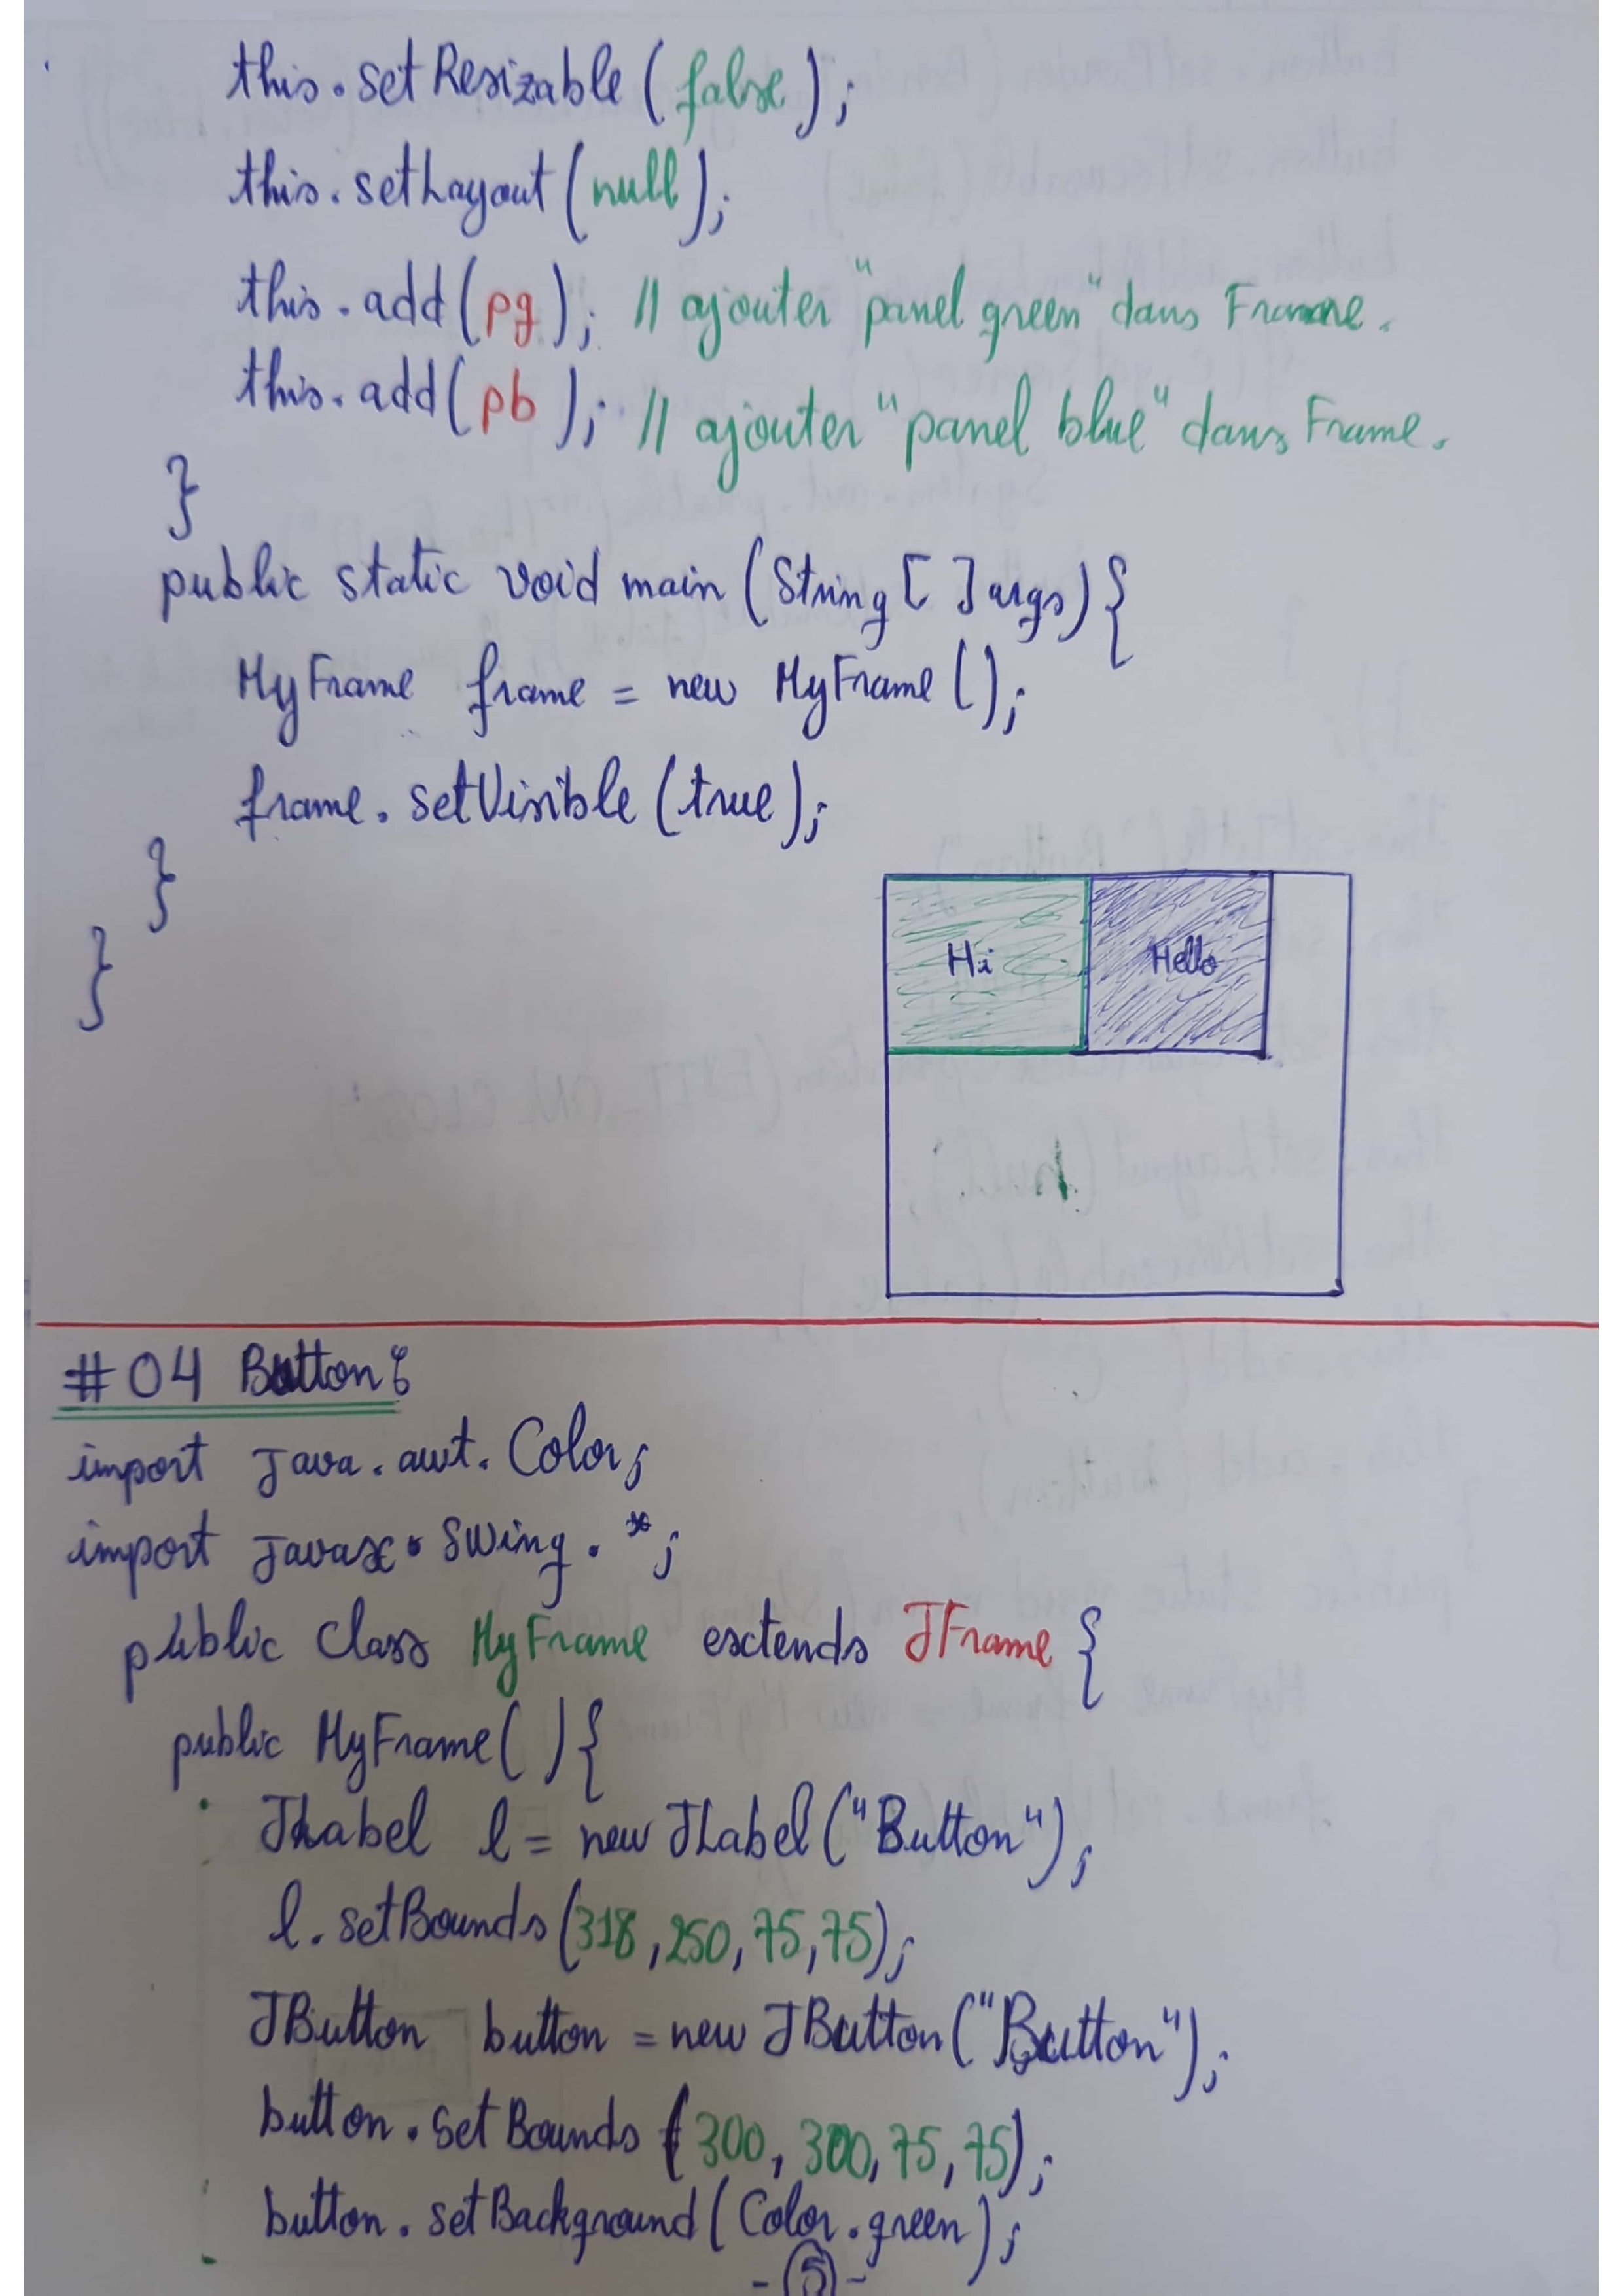 this.setResizable(false);
this.setLayout(null);
this.add(pg); // ajouter "panel green" dans Framme.
this.add(pb); // ajouter "panel blue" dans Frame.
}
public static void main (String [ ] args) {
MyFrame frame = new MyFrame ();
frame.setVisible (true);
}
}
Hi Hello
#04 Button:
import java.awt.Color;
import javax.swing.*;
public class MyFrame extends JFrame {
public MyFrame( ) {
JLabel l = new JLabel ("Button");
l.setBounds (318, 250, 75, 75);
JButton button = new JButton ("Button");
button.setBounds (300, 300, 75, 75);
button.setBackground (Color.green);
-5-